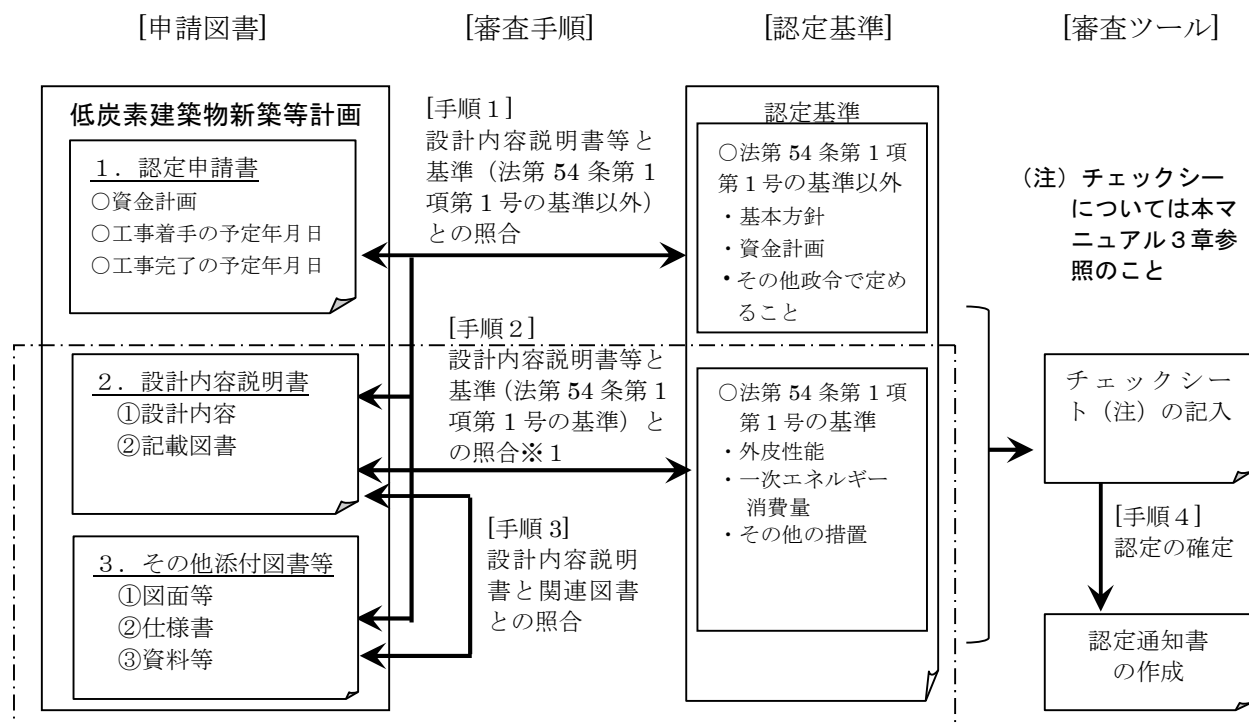 [申請図書]
[審査手順]
[認定基準]
[審査ツール]
低炭素建築物新築等計画
1．認定申請書
○資金計画
○工事着手の予定年月日
○工事完了の予定年月日
2．設計内容説明書
①設計内容
②記載図書
3．その他添付図書等
①図面等
②仕様書
③資料等
[手順1]
設計内容説明書等と
基準（法第 54 条第 1
項第 1 号の基準以外）
との照合
[手順2]
設計内容説明書等と
基準（法第 54 条第 1
項第 1 号の基準）と
の照合※1
[手順3]
設計内容説明
書と関連図書
との照合
認定基準
○法第 54 条第 1 項
第 1 号の基準以外
・基本方針
・資金計画
・その他政令で定め
ること
○法第 54 条第 1 項
第 1 号の基準
・外皮性能
・一次エネルギー
消費量
・その他の措置
（注）チェックシー
については本マ
ニュアル3章参
照のこと
チェックシー
ト（注）の記入
[手順4]
認定の確定
認定通知書
の作成